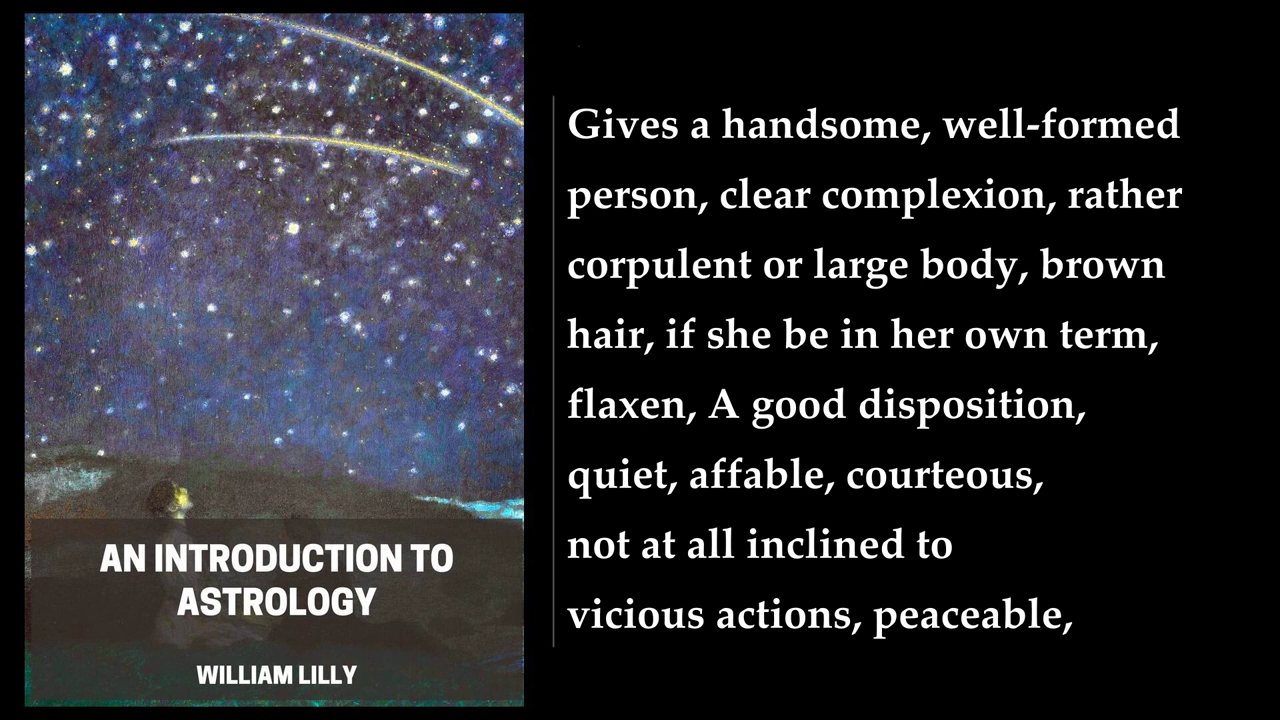 AN INTRODUCTION TO
ASTROLOGY
WILLIAM LILLY
Gives a handsome, well-formed
person, clear complexion, rather
corpulent or large body, brown
hair, if she be in her own term,
flaxen, A good disposition,
quiet, affable, courteous,
not at all inclined to
vicious actions, peaceable,